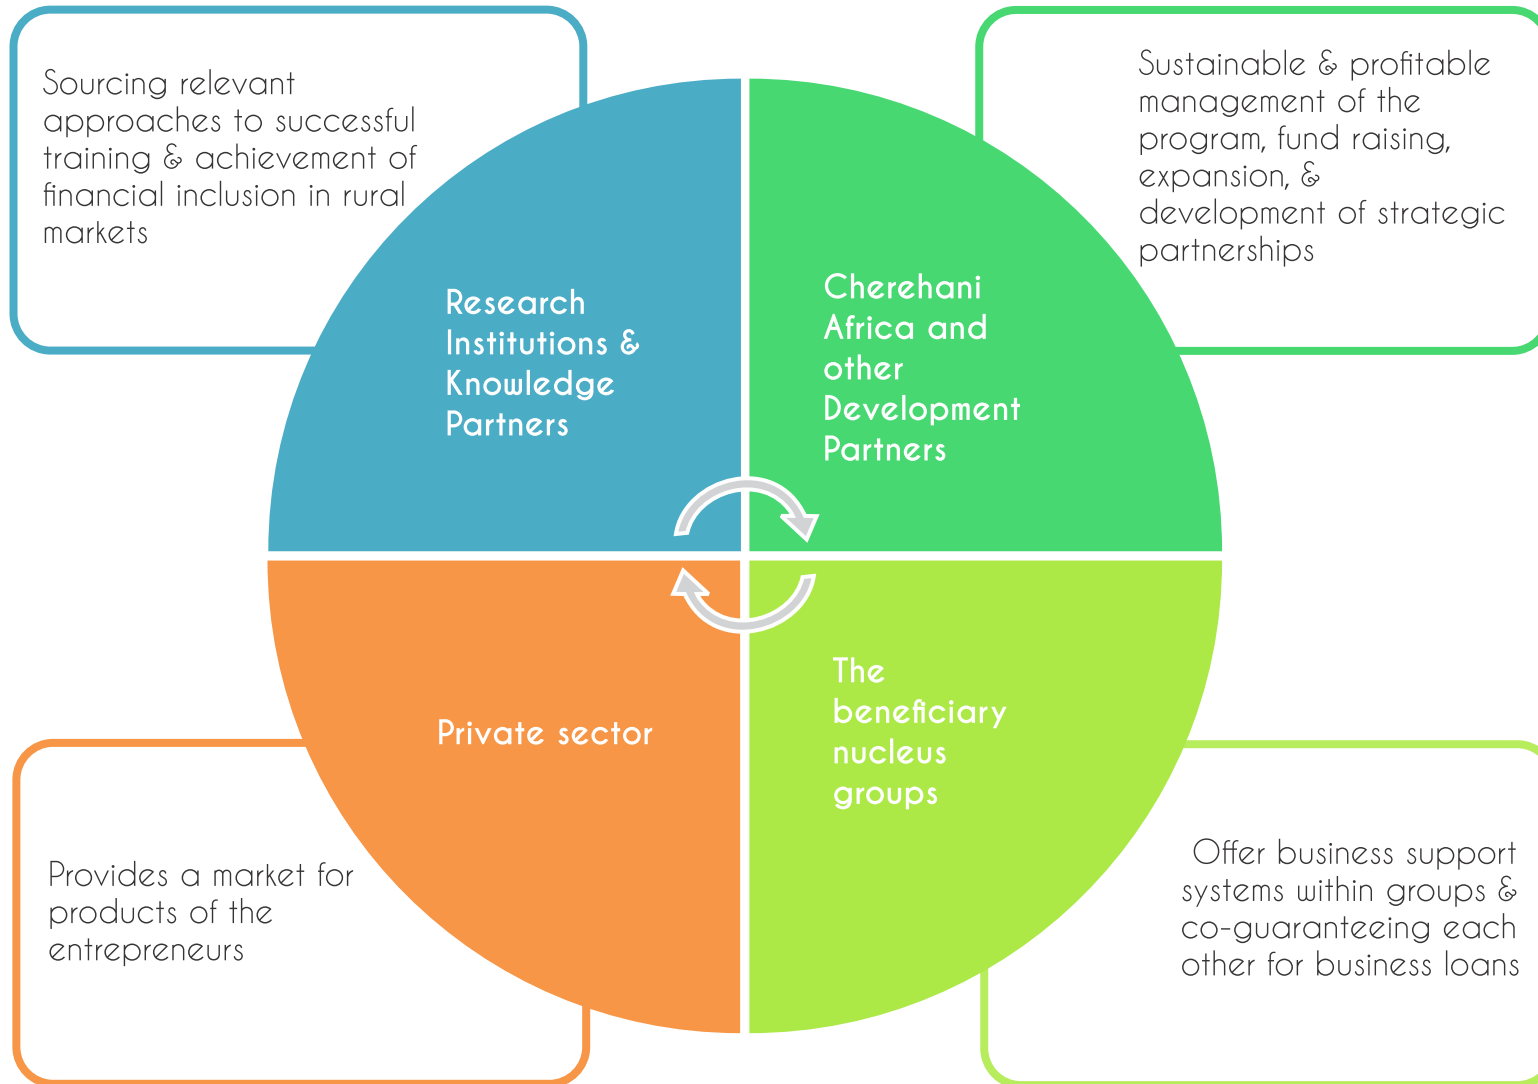 Sourcing relevant
approaches to successful
training & achievement of
financial inclusion in rural
markets
Sustainable & profitable
management of the
program, fund raising,
expansion, &
development of strategic
partnerships
Research
Institutions &
Knowledge
Partners
Cherehani
Africa and
other
Development
Partners
Private sector
The
beneficiary
nucleus
groups
Provides a market for
products of the
entrepreneurs
Offer business support
systems within groups &
co-guaranteeing each
other for business loans